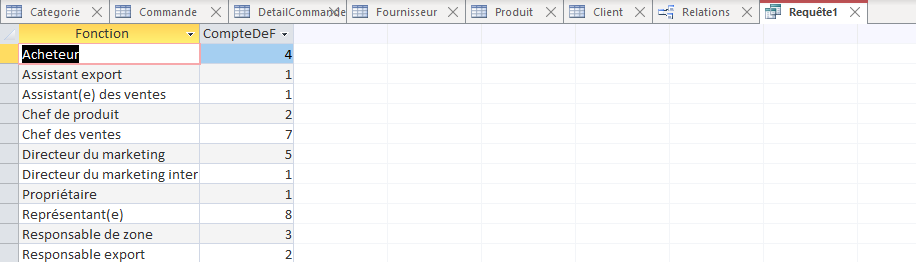 Categorie Commande DetailCommande Fournisseur Produit Client Relations Requête1
Fonction CompteDeF
Acheteur 4
Assistant export 1
Assistant(e) des ventes 1
Chef de produit 2
Chef des ventes 7
Directeur du marketing 5
Directeur du marketing inter 1
Propriétaire 1
Représentant(e) 8
Responsable de zone 3
Responsable export 2